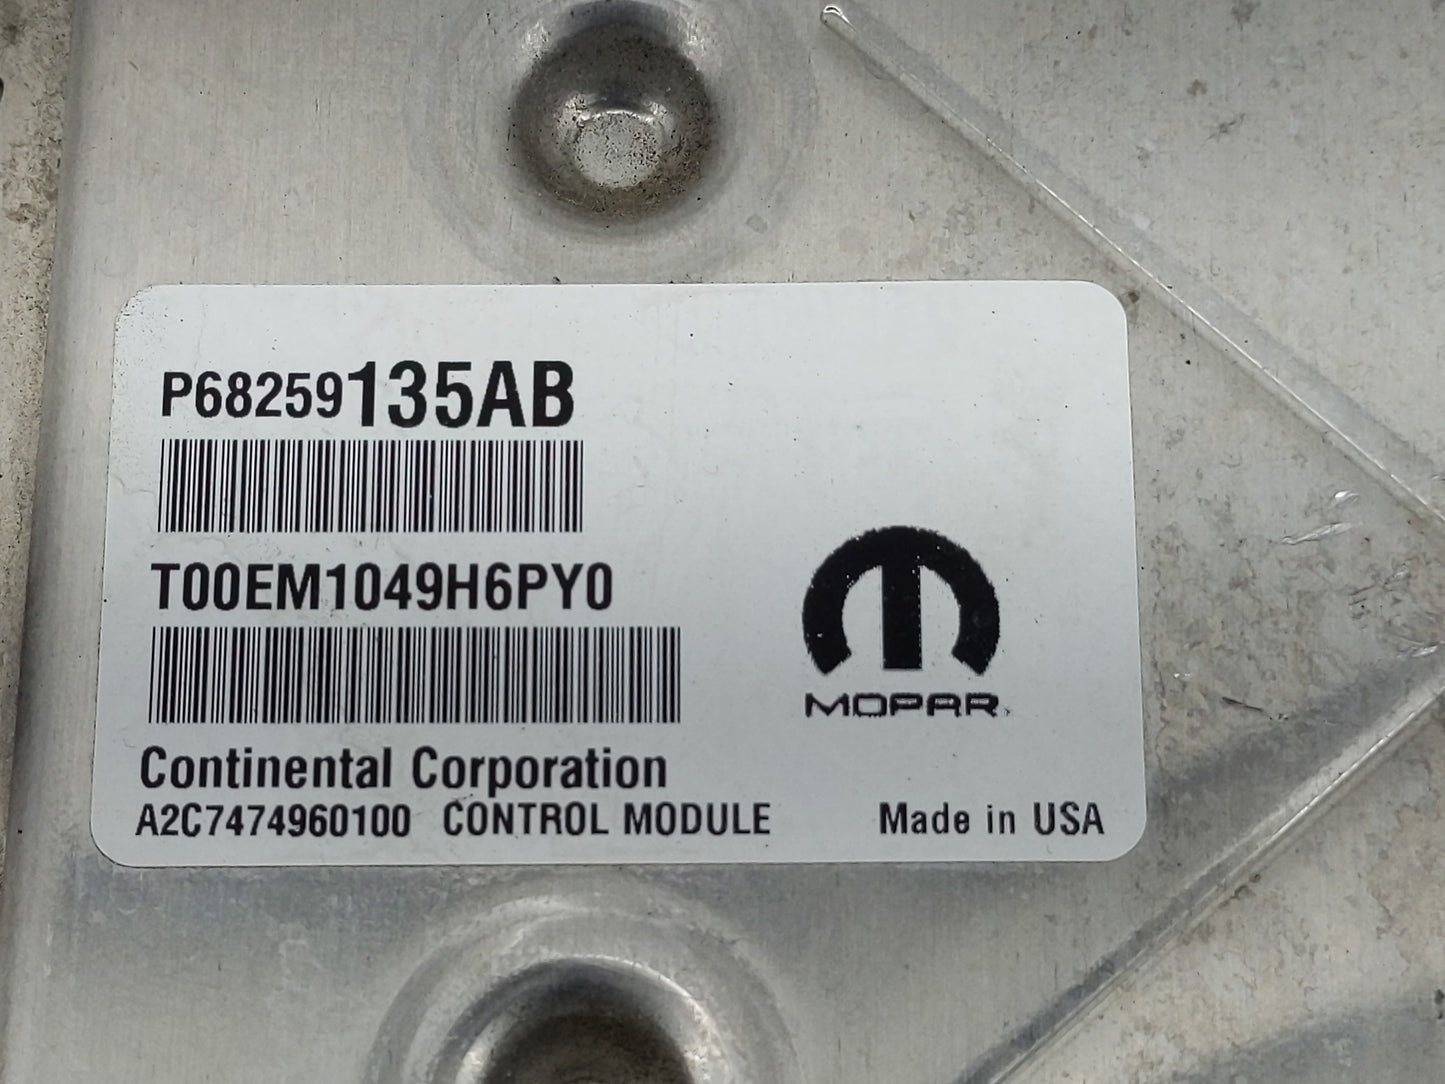 P68259135AB
T00EM1049H6PY0
MOPAR
Continental Corporation
A2C7474960100 CONTROL MODULE Made in USA